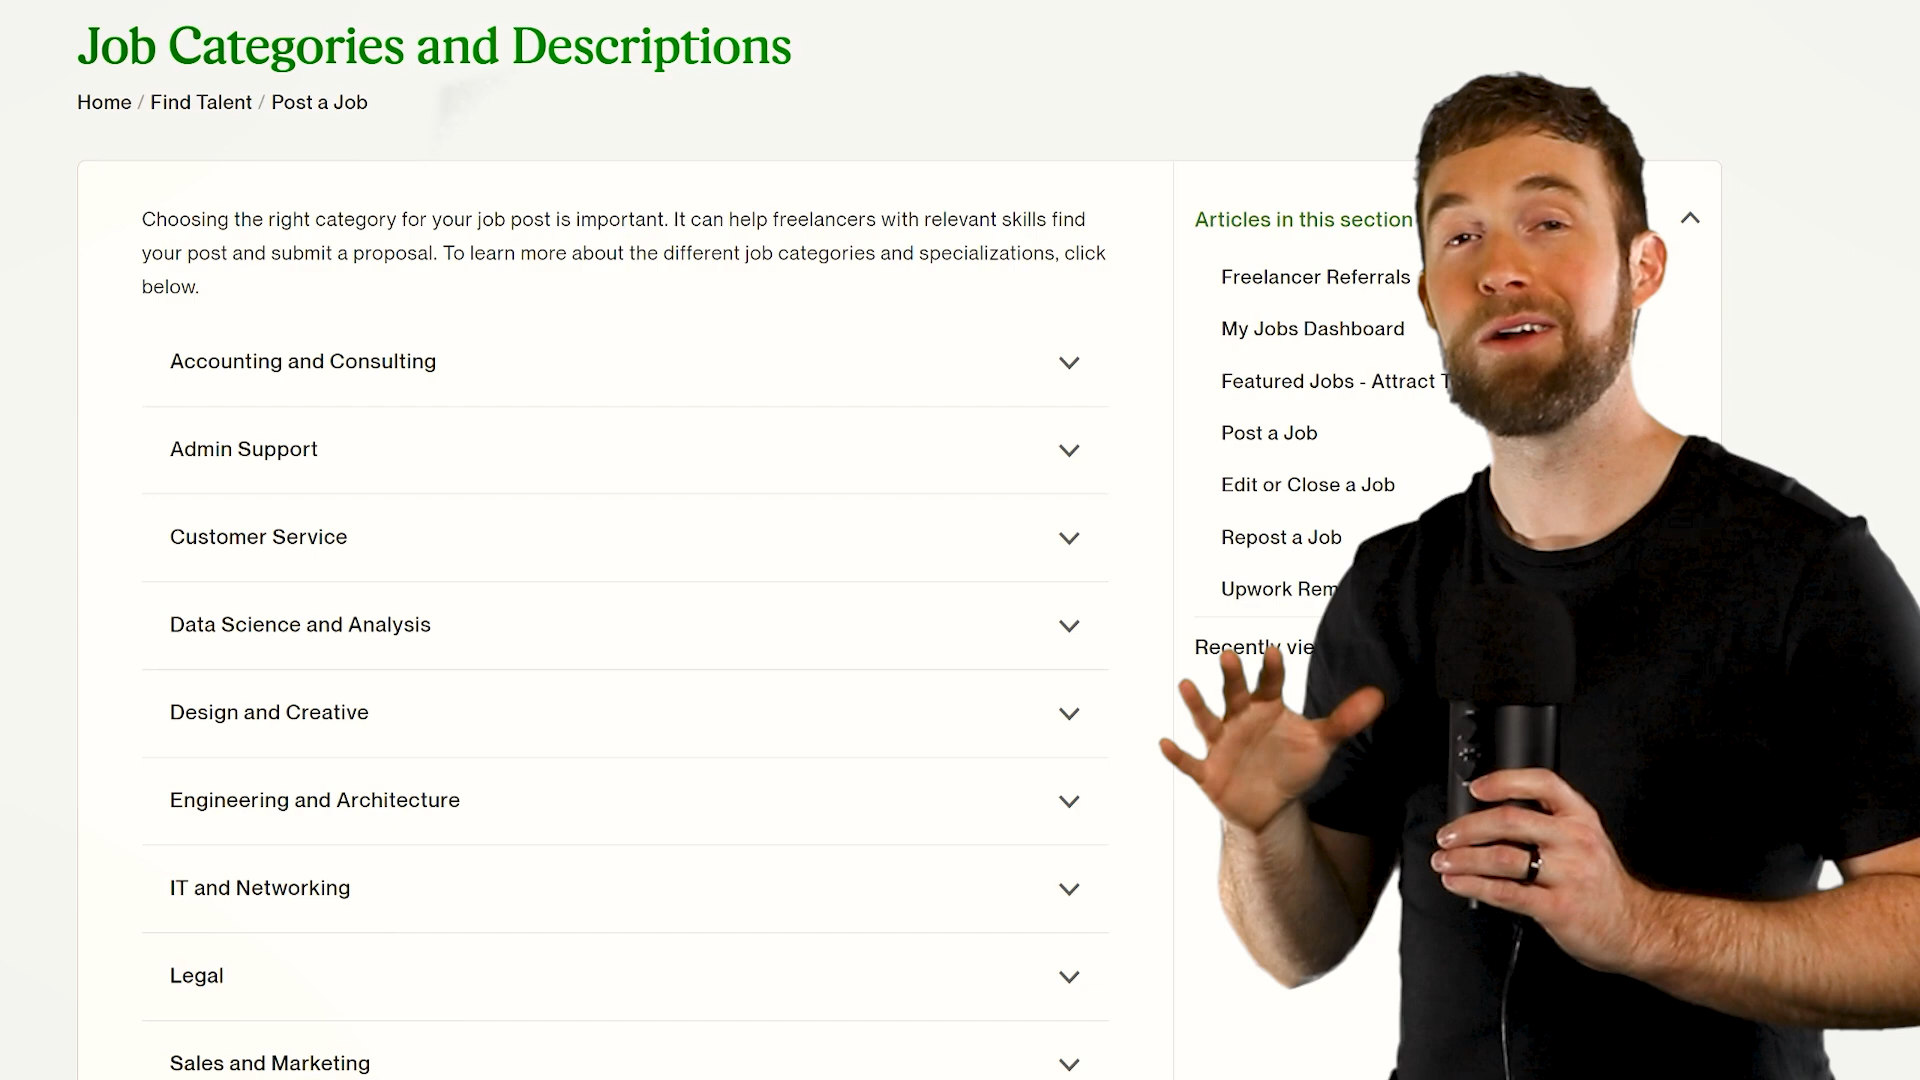 Job Categories and Descriptions
Home / Find Talent / Post a Job
Choosing the right category for your job post is important. It can help freelancers with relevant skills find
your post and submit a proposal. To learn more about the different job categories and specializations, click
below.
Accounting and Consulting
Admin Support
Customer Service
Data Science and Analysis
Design and Creative
Engineering and Architecture
IT and Networking
Legal
Sales and Marketing
Articles in this section
Freelancer Referrals
My Jobs Dashboard
Featured Jobs - Attract
Post a Job
Edit or Close a Job
Repost a Job
Upwork
Recently